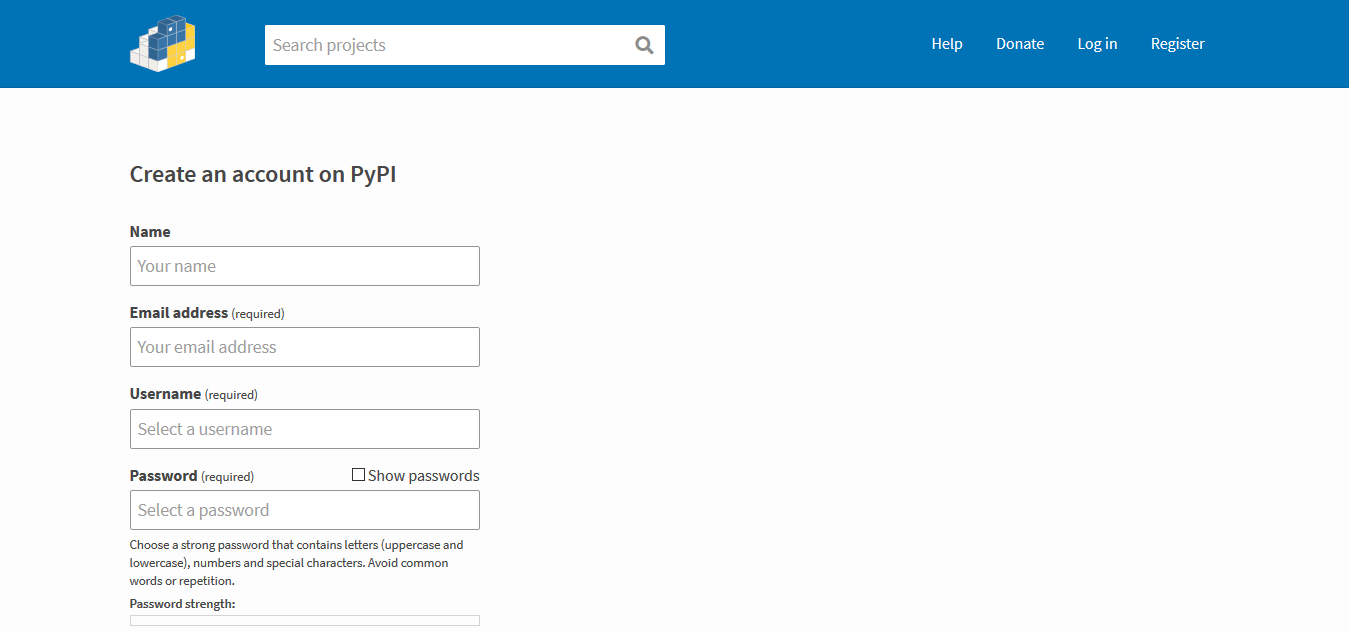 Search projects
Help Donate Log in Register
Create an account on PyPI
Name
Your name
Email address (required)
Your email address
Username (required)
Select a username
Password (required) Show passwords
Select a password
Choose a strong password that contains letters (uppercase and
lowercase), numbers and special characters. Avoid common
words or repetition.
Password strength: